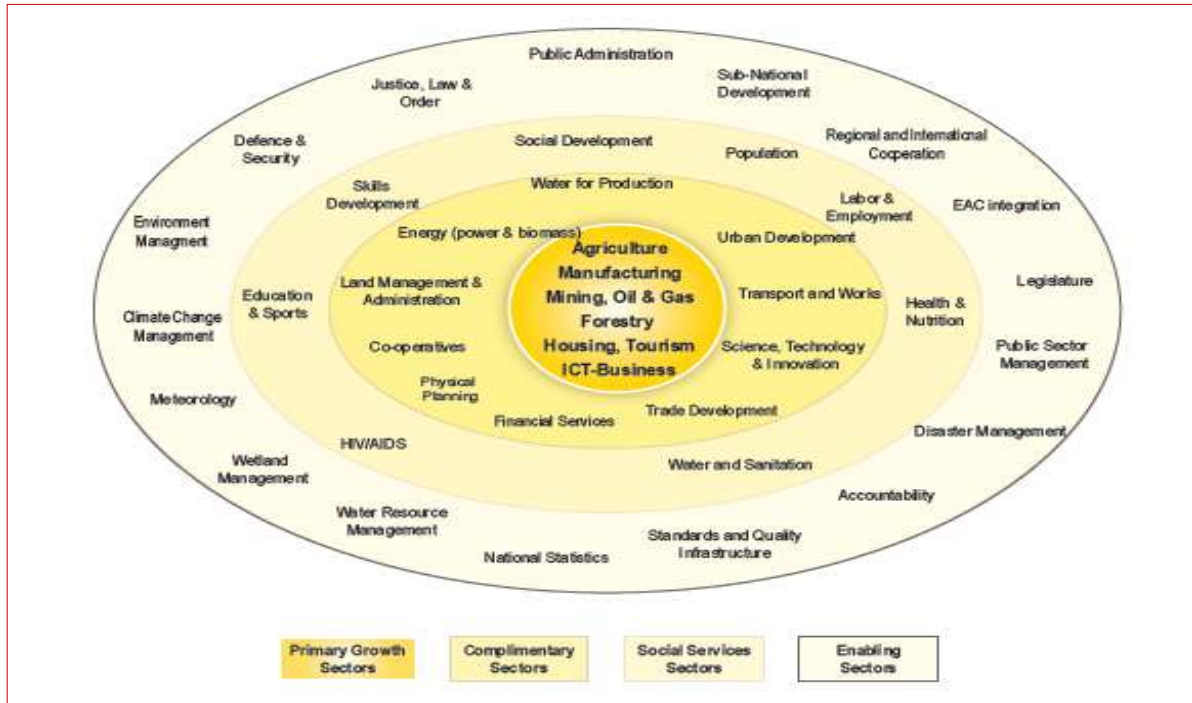 Public Administration
Justice, Law &
Order
Sub-National
Development
Defence &
Security
Social Development
Population
Regional and International
Cooperation
Skills
Development
Water for Production
Labor &
Employment
EAC integration
Environment
Managment
Energy (power & biomass)
Urban Development
Agriculture
Manufacturing
Mining, Oil & Gas
Forestry
Housing, Tourism
ICT-Business
Land Management &
Administration
Transport and Works
Legislature
Education
& Sports
Health &
Nutrition
Climate Change
Management
Co-operatives
Science, Technology
& Innovation
Public Sector
Management
Physical
Planning
Meteorology
Financial Services
Trade Development
HIV/AIDS
Disaster Management
Wetland
Management
Water and Sanitation
Accountability
Water Resource
Management
National Statistics
Standards and Quality
Infrastructure
Primary Growth
Sectors
Complimentary
Sectors
Social Services
Sectors
Enabling
Sectors